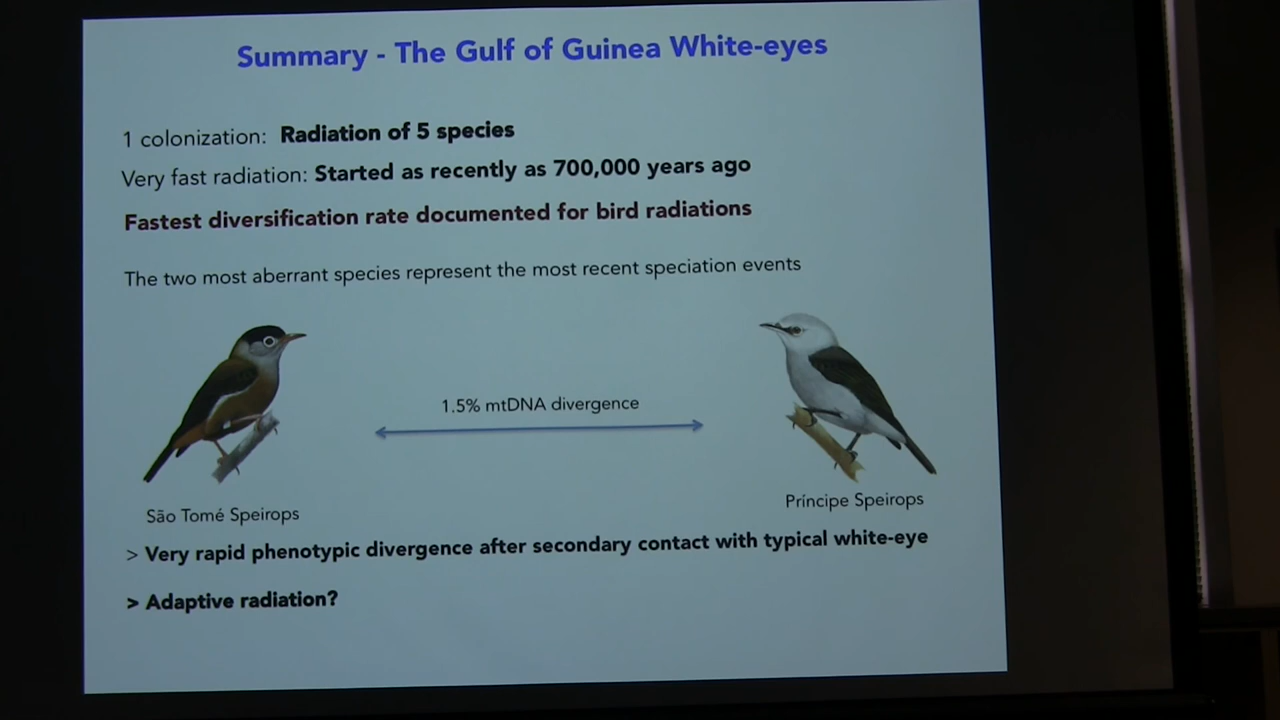 Summary - The Gulf of Guinea White-eyes
1 colonization: Radiation of 5 species
Very fast radiation: Started as recently as 700,000 years ago
Fastest diversification rate documented for bird radiations
The two most aberrant species represent the most recent speciation events
1.5% mtDNA divergence
São Tomé Speirops
Príncipe Speirops
> Very rapid phenotypic divergence after secondary contact with typical white-eye
> Adaptive radiation?